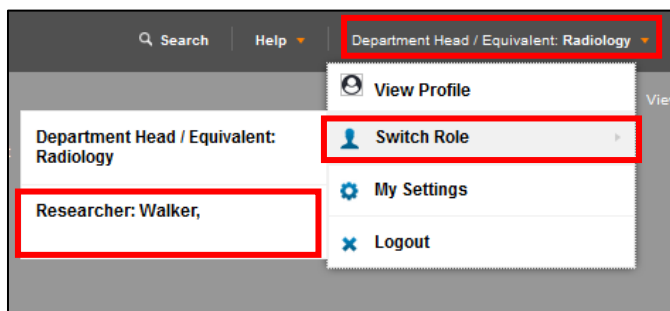 Search
Help
Department Head / Equivalent: Radiology
View Profile
Vie
Department Head / Equivalent:
Radiology
Switch Role
Researcher: Walker,
My Settings
Logout